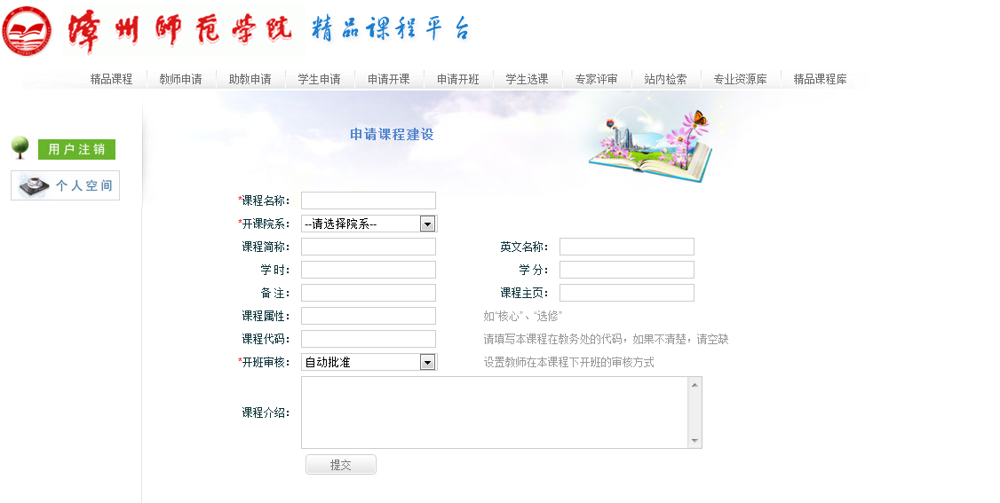 漳州師范学院 精品课程平台
精品课程 教师申请 助教申请 学生申请 申请开课 申请开班 学生选课 专家评审 站内检索 专业资源库 精品课程库
申请课程建设
用户注销
个人空间
*课程名称：
*开课院系： --请选择院系--
课程简称： 英文名称：
学 时： 学 分：
备 注： 课程主页：
课程属性： 如“核心”、“选修”
课程代码： 请填写本课程在教务处的代码，如果不清楚，请空缺
*开班审核： 自动批准 设置教师在本课程下开班的审核方式
课程介绍：
提交